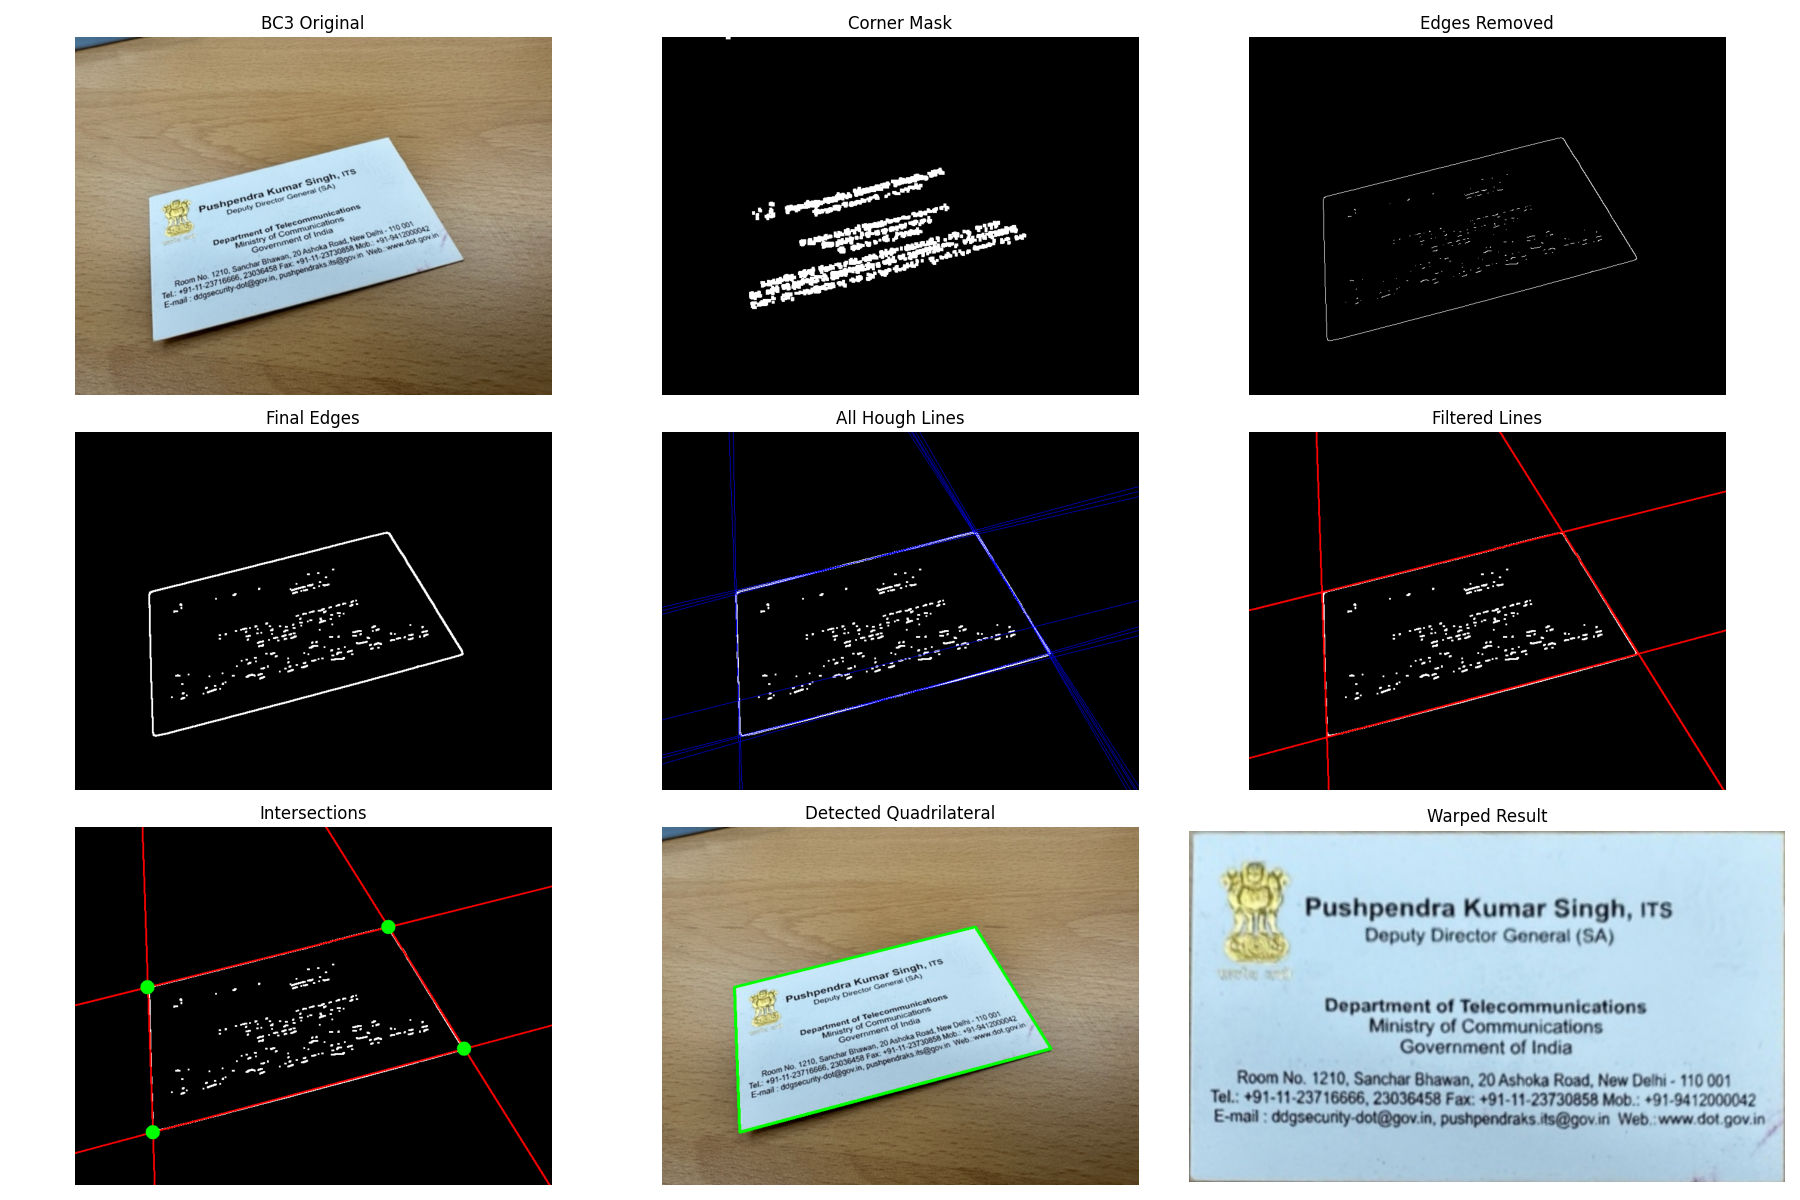 BC3 Original
Corner Mask
Edges Removed
Pushpendra Kumar Singh, ITS
Deputy Director General (SA)
Department of Telecommunications
Ministry of Communications
Government of India
Room No. 1210, Sanchar Bhawan, 20 Ashoka Road, New Delhi - 110 001
Tel.: +91-11-23716666, 23036458 Fax: +91-11-23730858 Mob.: +91-9412000042
E-mail : ddgsecurity-dot@gov.in, pushpendraks.its@gov.in Web.:www.dot.gov.in
Final Edges
All Hough Lines
Filtered Lines
Intersections
Detected Quadrilateral
Warped Result
Pushpendra Kumar Singh, ITS
Deputy Director General (SA)
Department of Telecommunications
Ministry of Communications
Government of India
Room No. 1210, Sanchar Bhawan, 20 Ashoka Road, New Delhi - 110 001
Tel.: +91-11-23716666, 23036458 Fax: +91-11-23730858 Mob.: +91-9412000042
E-mail : ddgsecurity-dot@gov.in, pushpendraks.its@gov.in Web.:www.dot.gov.in
Pushpendra Kumar Singh, ITS
Deputy Director General (SA)
Department of Telecommunications
Ministry of Communications
Government of India
Room No. 1210, Sanchar Bhawan, 20 Ashoka Road, New Delhi - 110 001
Tel.: +91-11-23716666, 23036458 Fax: +91-11-23730858 Mob.: +91-9412000042
E-mail : ddgsecurity-dot@gov.in, pushpendraks.its@gov.in Web.:www.dot.gov.in